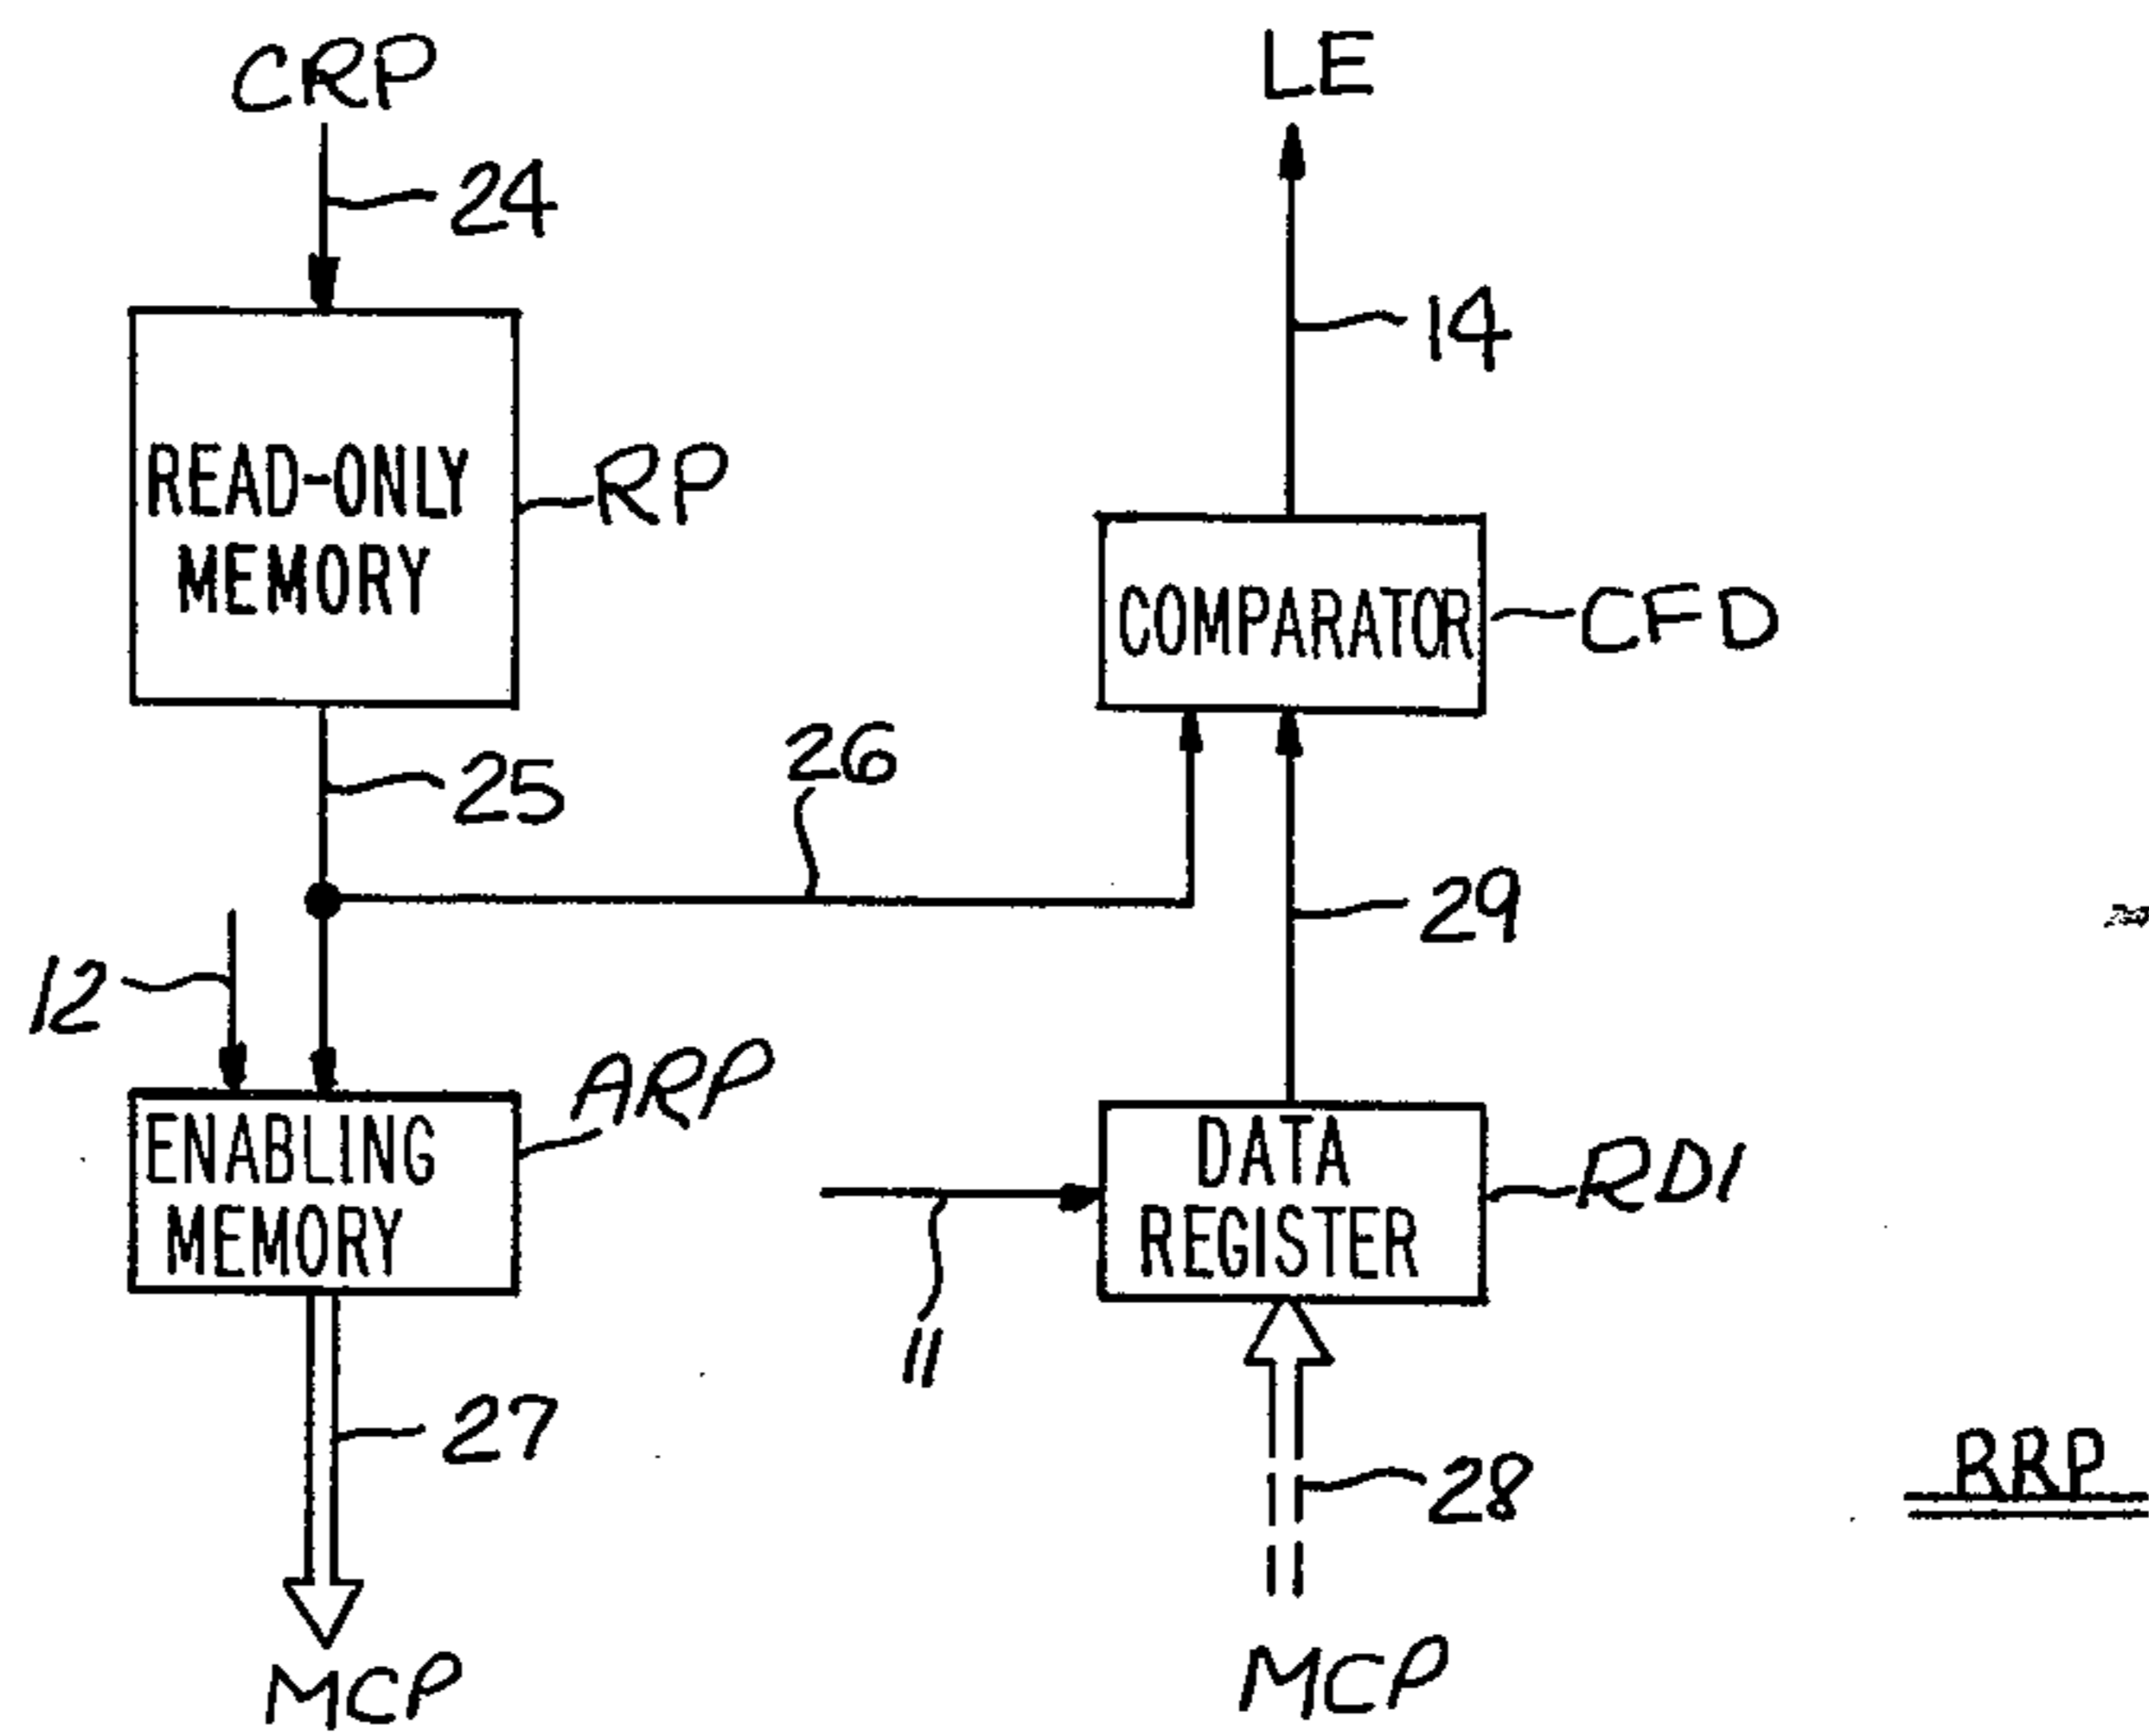 CRP
LE
24
14
READ-ONLY
MEMORY
RP
COMPARATOR
CFD
25
26
29
12
ARP
ENABLING
MEMORY
DATA
REGISTER
RDI
11
27
28
RRP
MCP
MCP